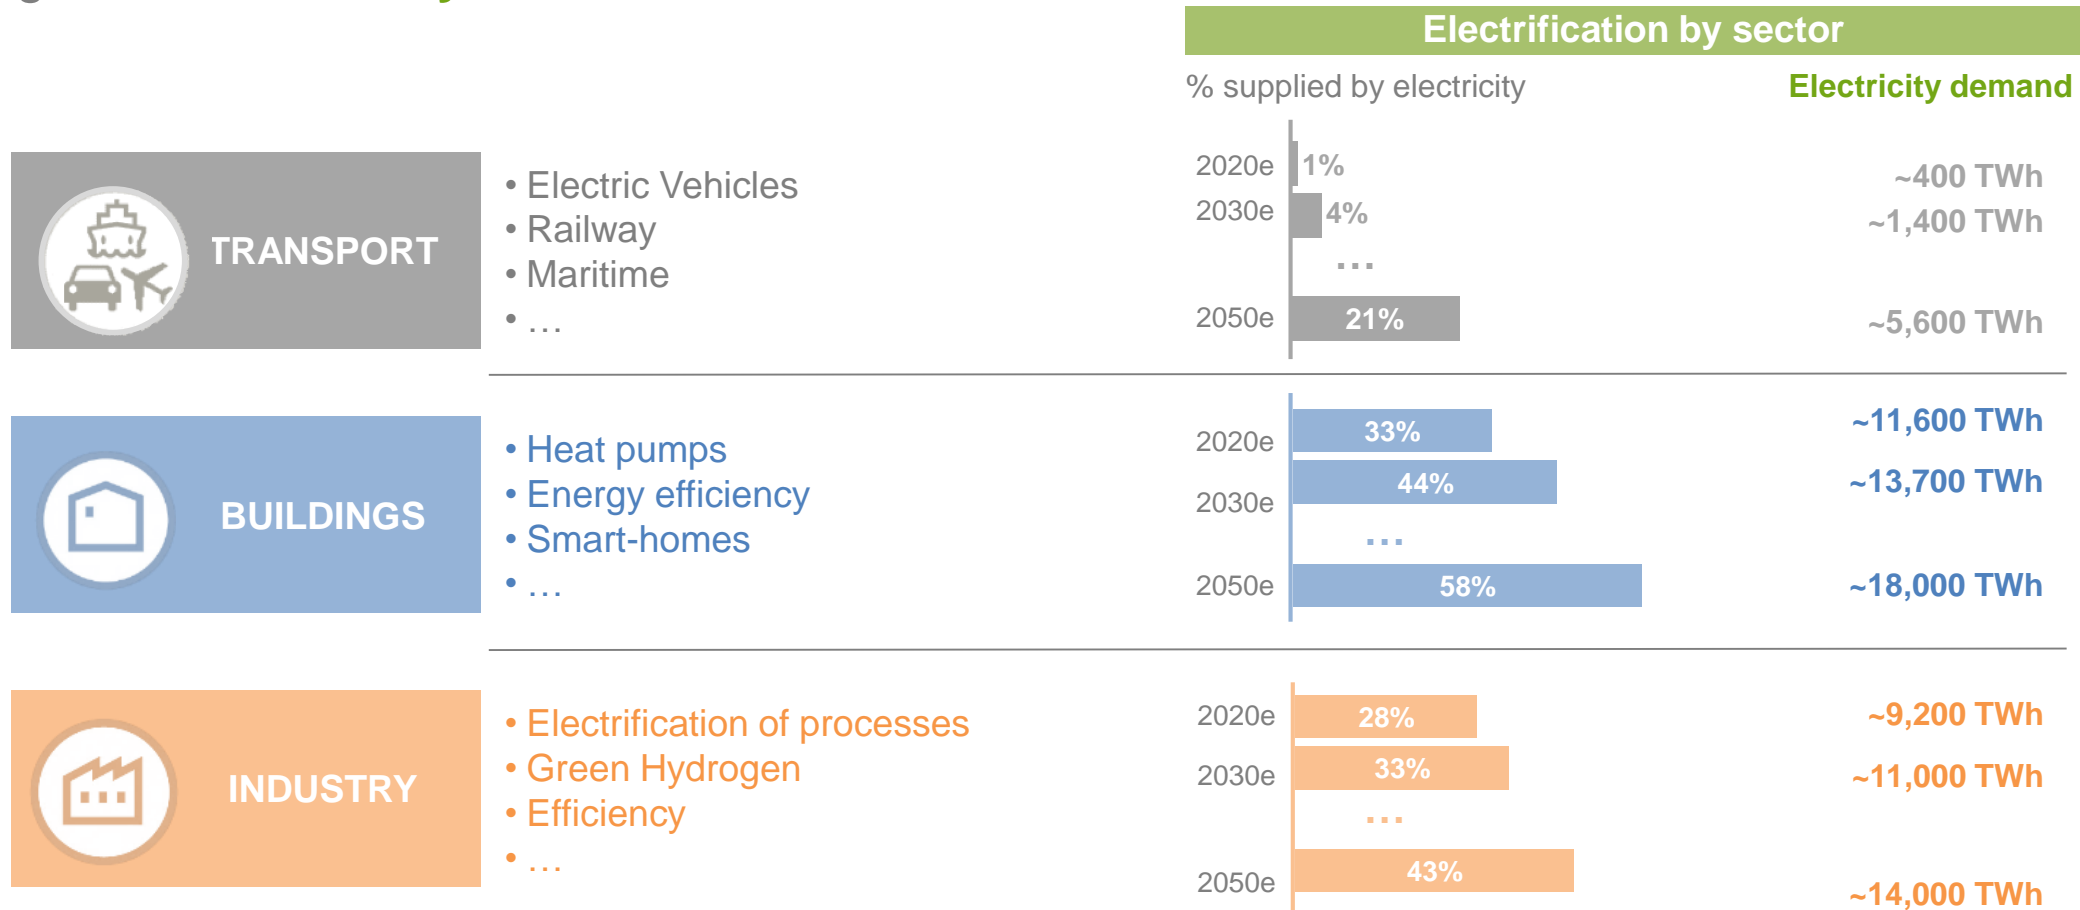 Electrification by sector
% supplied by electricity
Electricity demand
TRANSPORT
• Electric Vehicles
• Railway
• Maritime
• …
2020e 1% ~400 TWh
2030e 4% ~1,400 TWh
…
2050e 21% ~5,600 TWh
BUILDINGS
• Heat pumps
• Energy efficiency
• Smart-homes
• …
2020e 33% ~11,600 TWh
2030e 44% ~13,700 TWh
…
2050e 58% ~18,000 TWh
INDUSTRY
• Electrification of processes
• Green Hydrogen
• Efficiency
• …
2020e 28% ~9,200 TWh
2030e 33% ~11,000 TWh
…
2050e 43% ~14,000 TWh